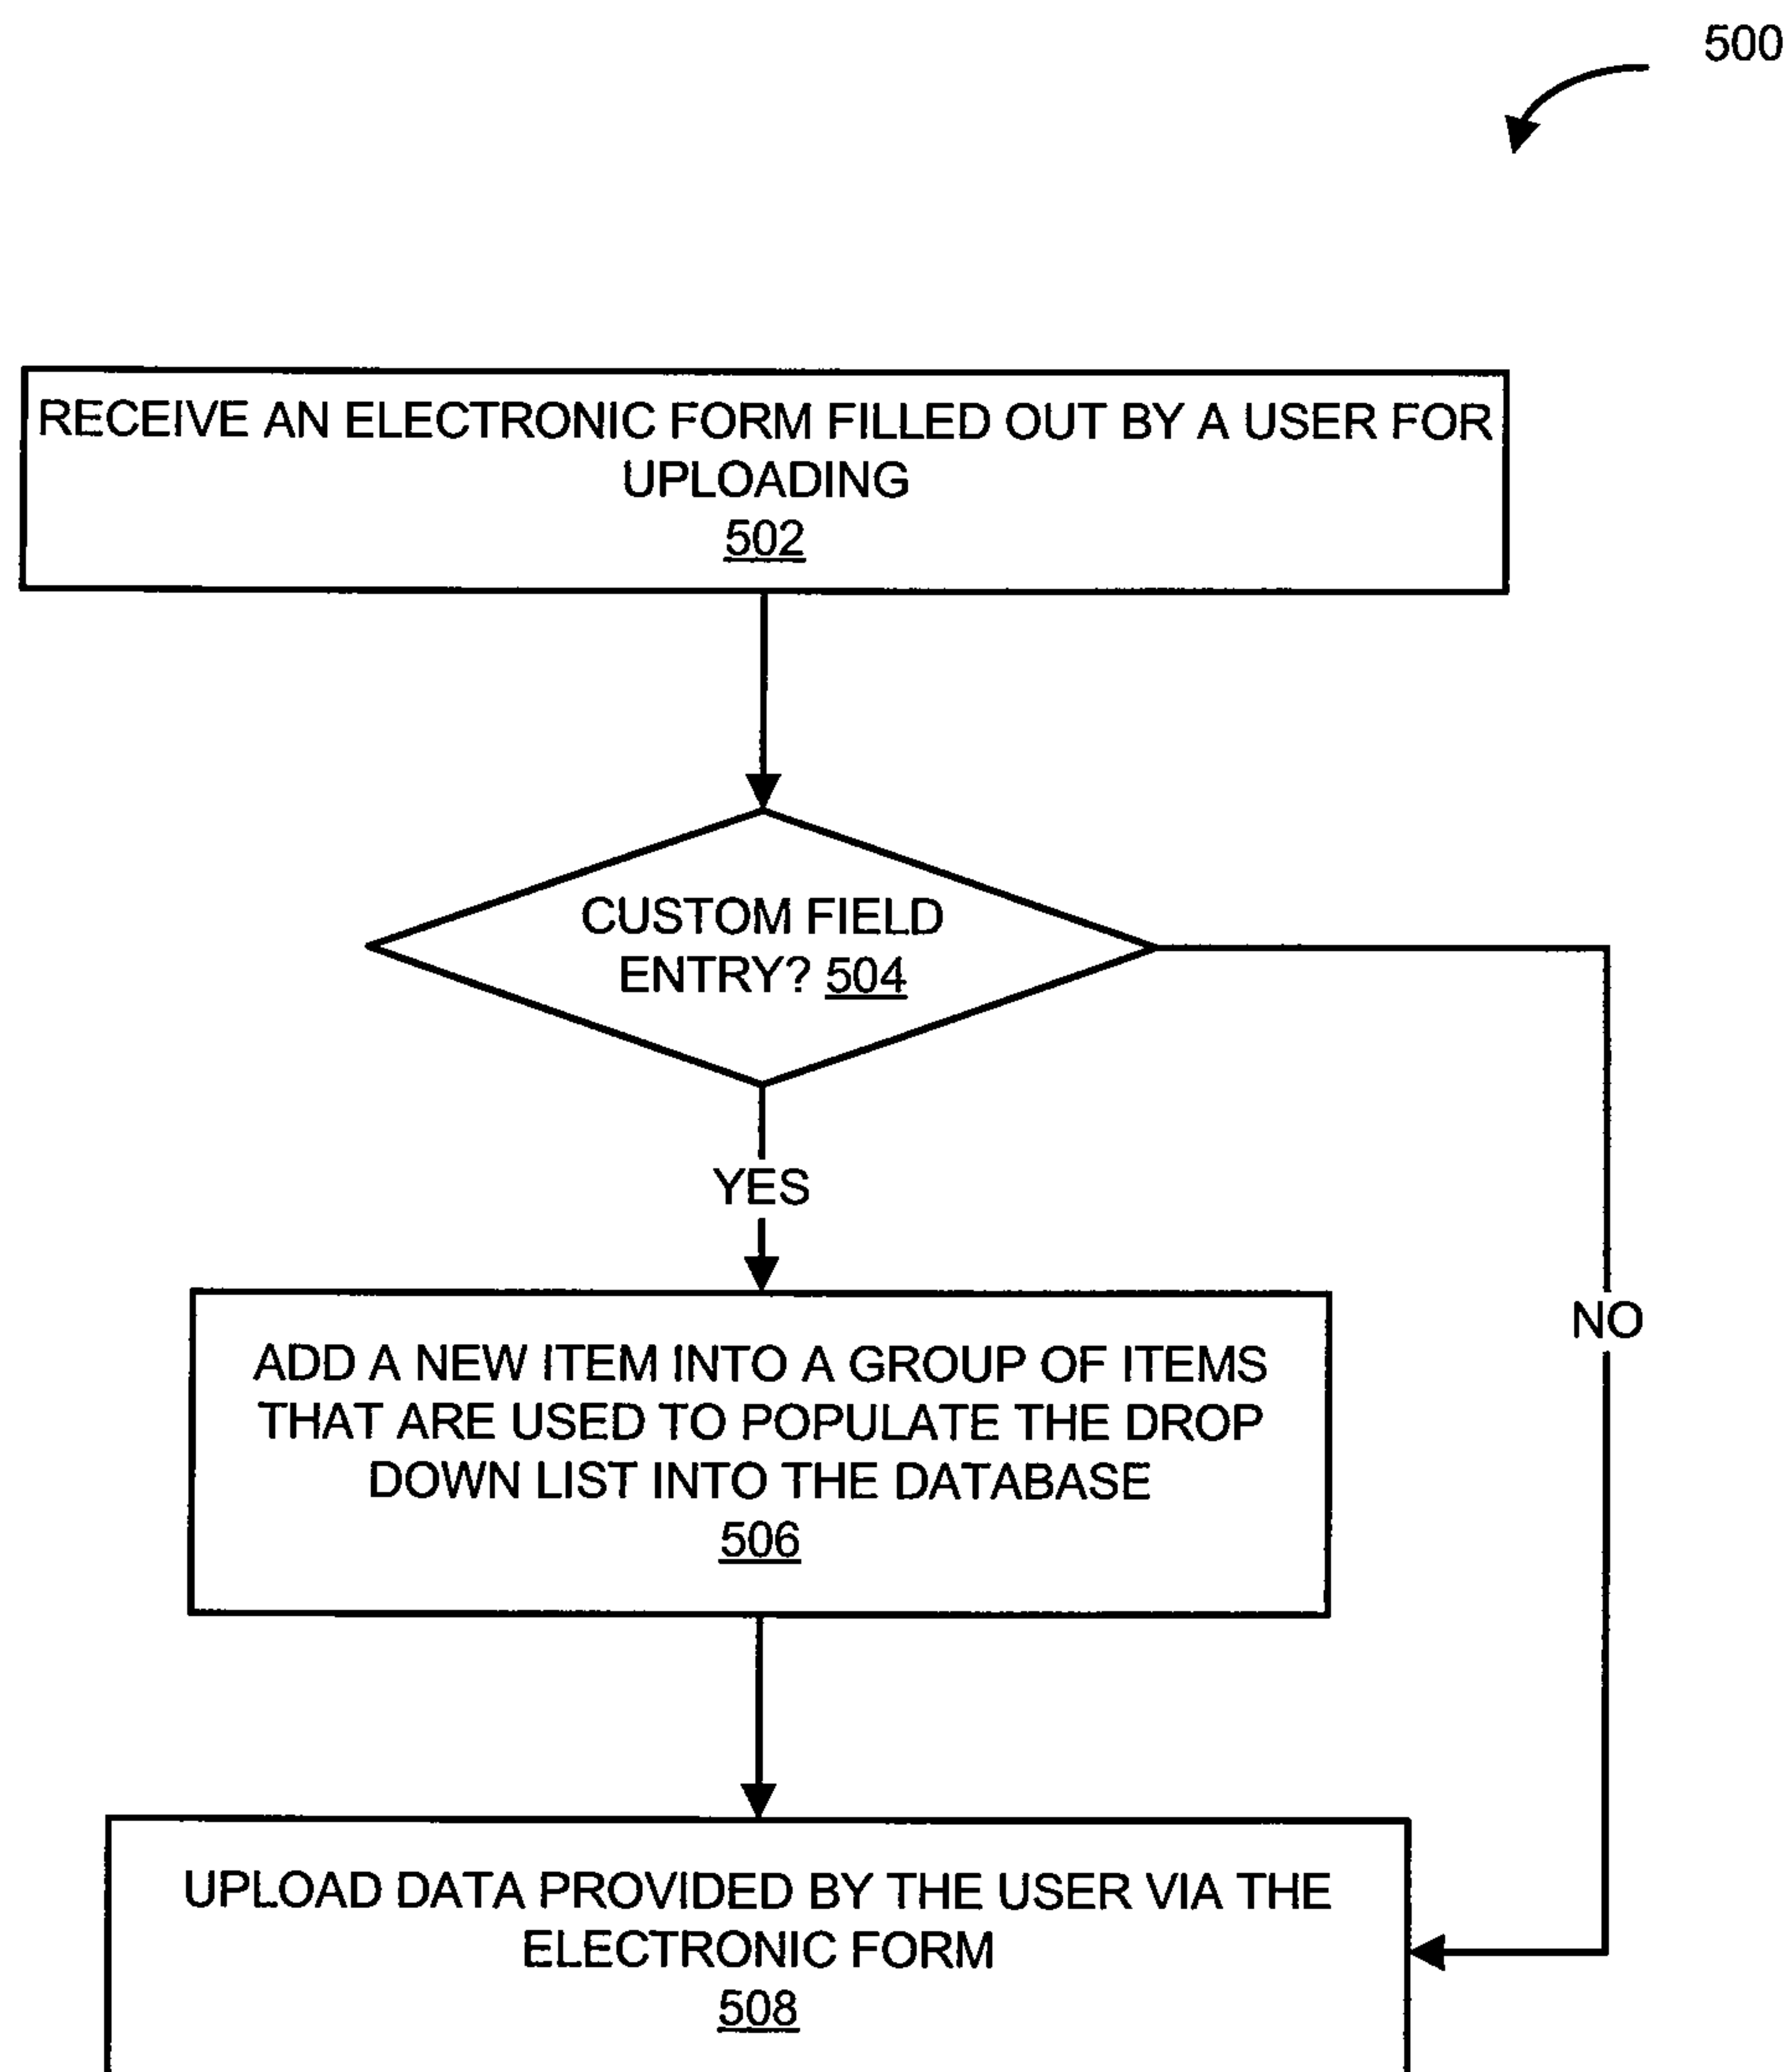 500
RECEIVE AN ELECTRONIC FORM FILLED OUT BY A USER FOR
UPLOADING
502
CUSTOM FIELD
ENTRY? 504
YES
NO
ADD A NEW ITEM INTO A GROUP OF ITEMS
THAT ARE USED TO POPULATE THE DROP
DOWN LIST INTO THE DATABASE
506
UPLOAD DATA PROVIDED BY THE USER VIA THE
ELECTRONIC FORM
508